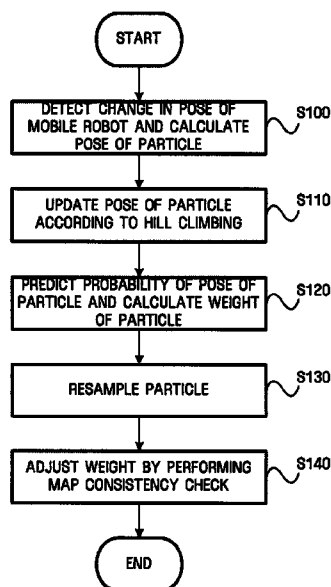 START
DETECT CHANGE IN POSE OF
MOBILE ROBOT AND CALCULATE
POSE OF PARTICLE
S100
UPDATE POSE OF PARTICLE
ACCORDING TO HILL CLIMBING
S110
PREDICT PROBABILITY OF POSE OF
PARTICLE AND CALCULATE WEIGHT
OF PARTICLE
S120
RESAMPLE PARTICLE
S130
ADJUST WEIGHT BY PERFORMING
MAP CONSISTENCY CHECK
S140
END